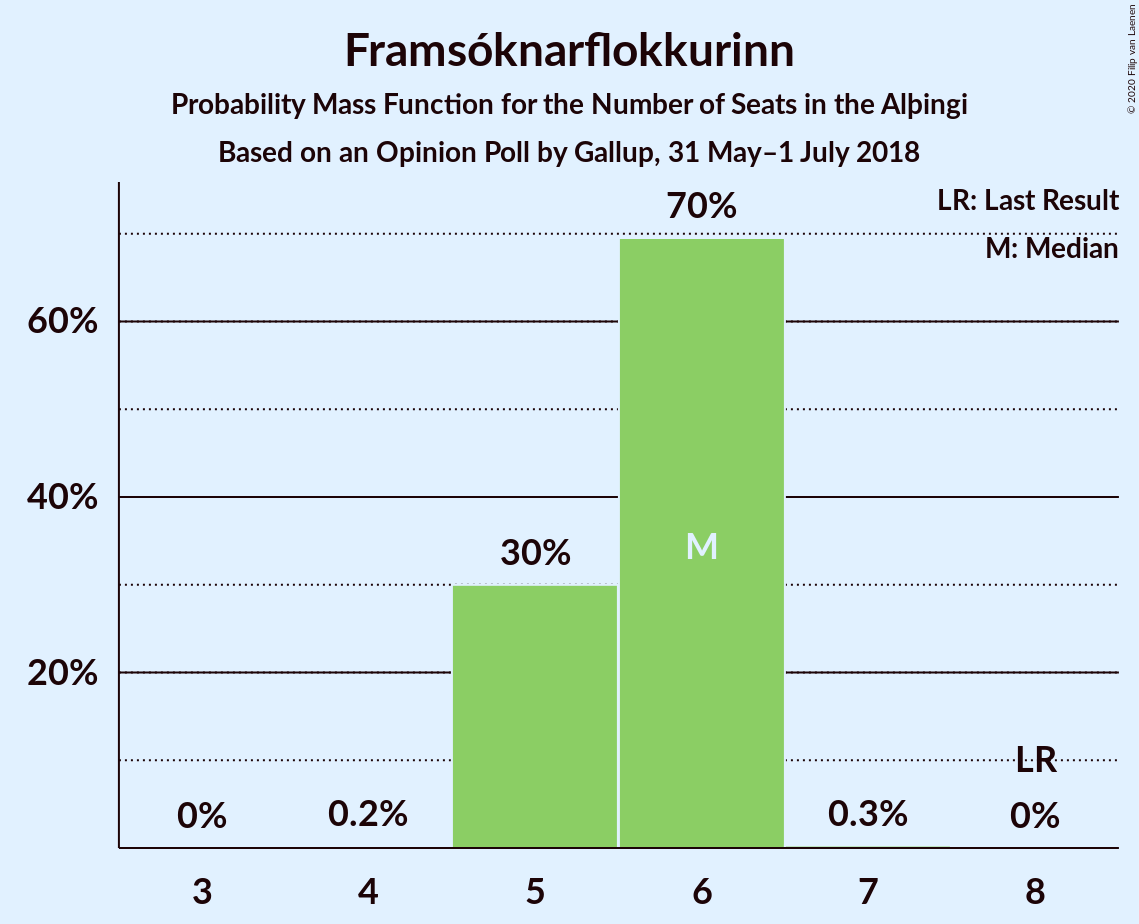 Framsóknarflokkurinn
Probability Mass Function for the Number of Seats in the Alþingi
Based on an Opinion Poll by Gallup, 31 May–1 July 2018
© 2020 Filip van Laenen
LR: Last Result
M: Median
70%
60%
40%
30%
M
20%
LR
0%
0.2%
0.3%
0%
3
4
5
6
7
8